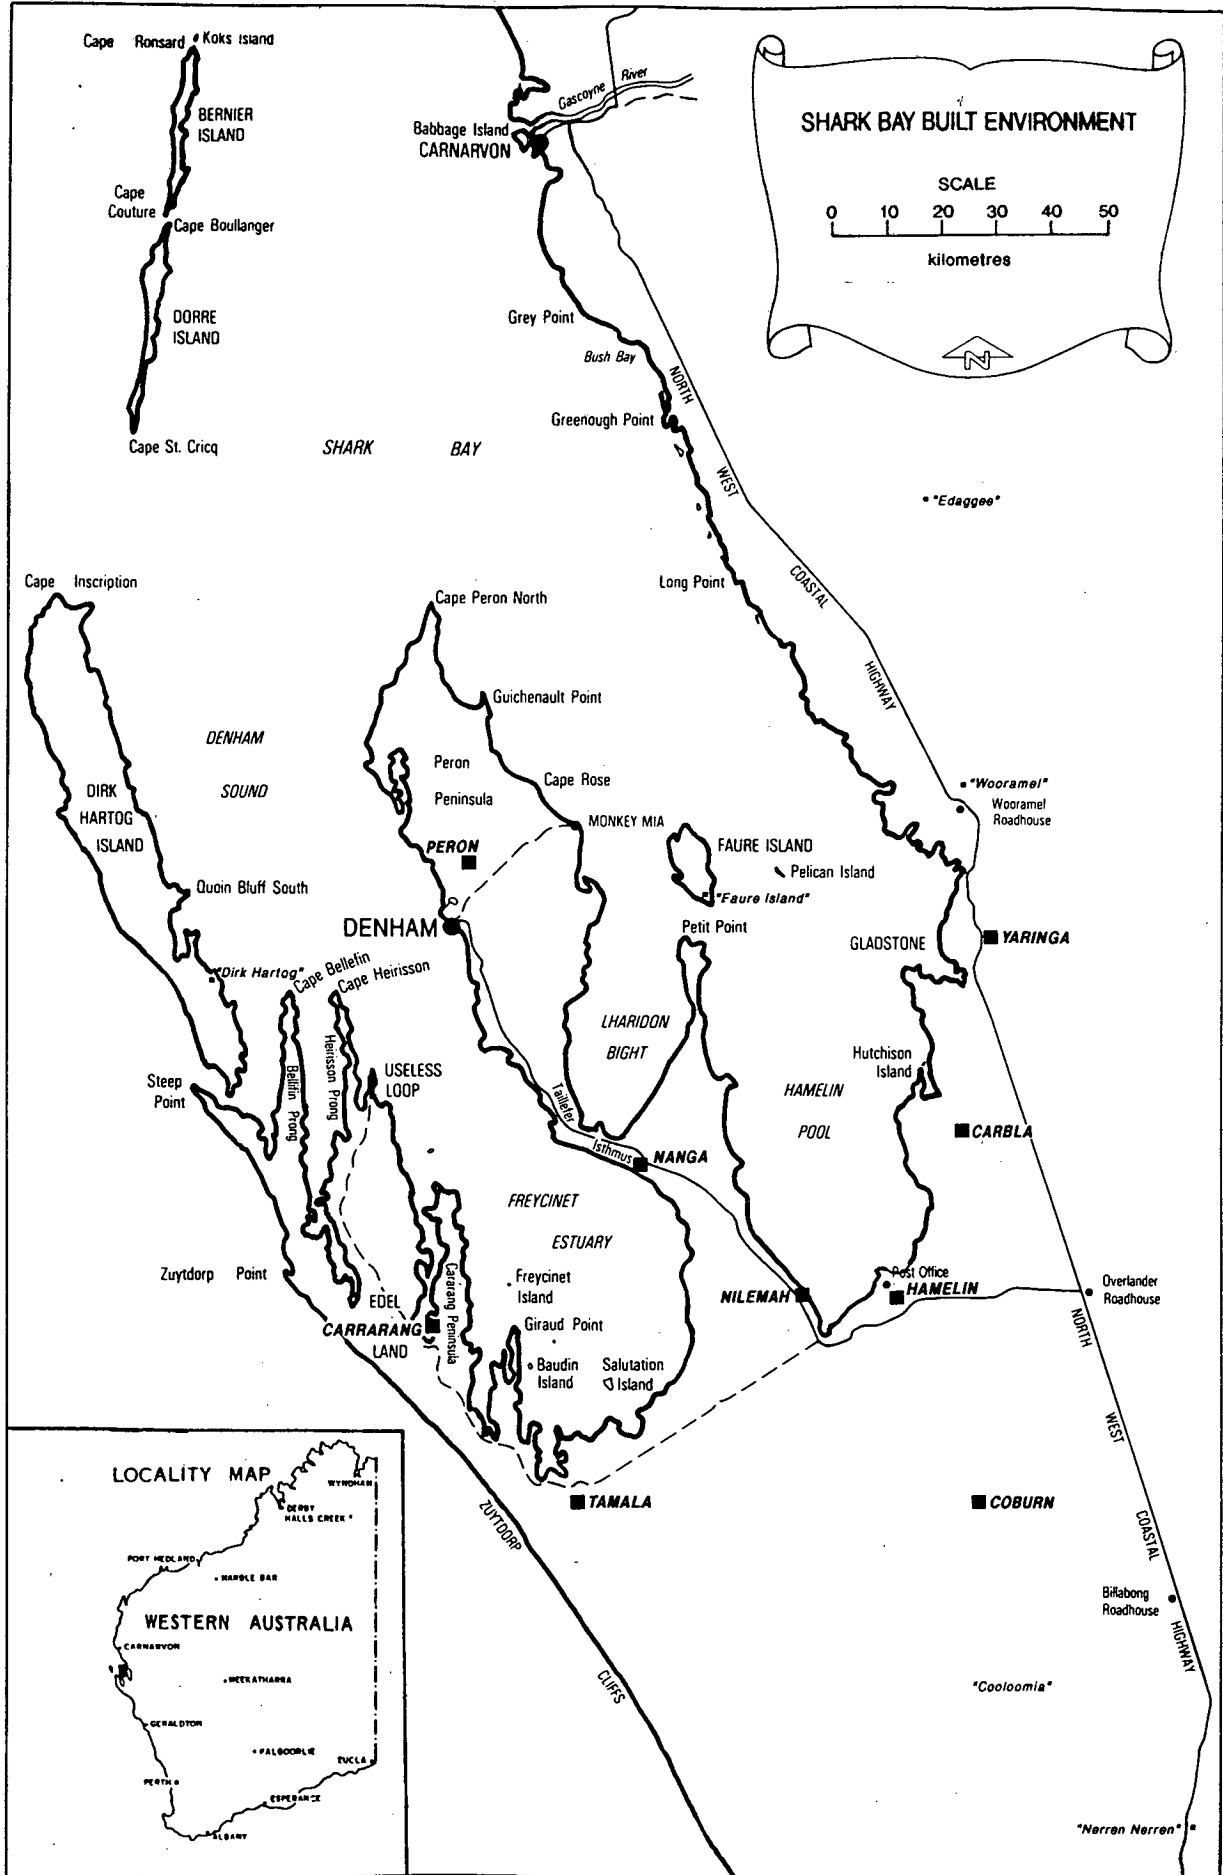 Cape Ronsard
Koks Island
BERNIER
ISLAND
Cape
Couture
Cape Boullanger
DORRE
ISLAND
Cape St. Cricq
Gascoyne River
Babbage Island
CARNARVON
SHARK BAY BUILT ENVIRONMENT
SCALE
0 10 20 30 40 50
kilometres
N
Grey Point
Bush Bay
Greenough Point
SHARK BAY
NORTH
WEST
COASTAL
HIGHWAY
"Edaggee"
Long Point
Cape Inscription
Cape Peron North
Guichenault Point
DENHAM
SOUND
Peron
Peninsula
Cape Rose
MONKEY MIA
DIRK
HARTOG
ISLAND
PERON
FAURE ISLAND
Pelican Island
"Faure Island"
"Wooramel"
Wooramel
Roadhouse
Quoin Bluff South
DENHAM
Petit Point
GLADSTONE
YARINGA
"Dirk Hartog"
Cape Bellefin
Cape Heirisson
Bellifin Prong
Heirisson Prong
USELESS
LOOP
LHARIDON
BIGHT
Hutchison
Island
HAMELIN
POOL
Steep
Point
Taillefer
Isthmus
NANGA
CARBLA
FREYCINET
ESTUARY
Zuytdorp Point
Freycinet
Island
EDEL
LAND
CARRARANG
Cararang Peninsula
Giraud Point
Baudin
Island
Salutation
Island
NILEMAH
Post Office
HAMELIN
Overlander
Roadhouse
NORTH
WEST
COASTAL
HIGHWAY
TAMALA
COBURN
ZUYTDORP
CLIFFS
Billabong
Roadhouse
"Cooloomia"
"Nerren Nerren"
LOCALITY MAP
WYNDHAM
DERBY
HALLS CREEK
PORT HEDLAND
MARBLE BAR
WESTERN AUSTRALIA
CARNARVON
MEEKATHARRA
GERALDTON
KALGOORLIE
EUCLA
PERTH
ESPERANCE
ALBANY